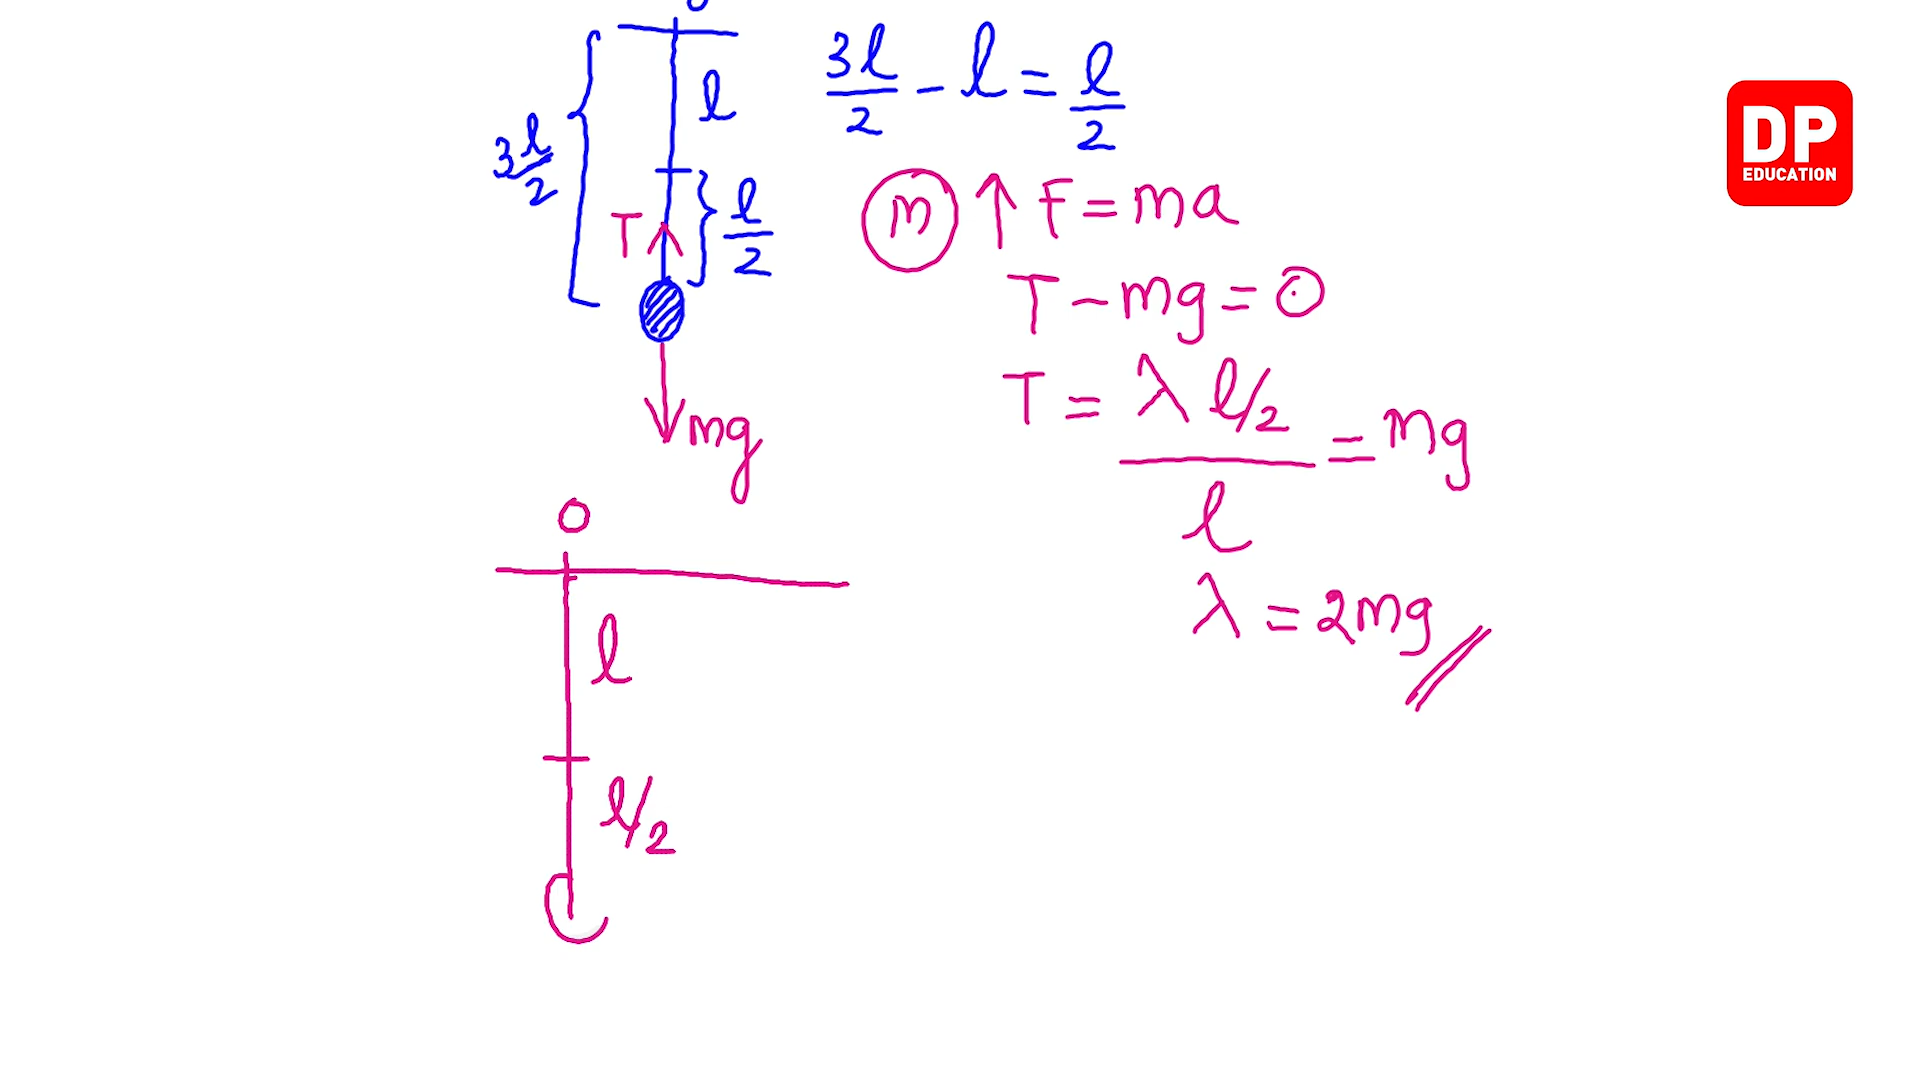 l
3l/2
3l/2 - l = l/2
T
l/2
m ↑ F = ma
T - mg = 0
T = λ l/2 / l = mg
mg
λ = 2mg
O
l
l/2
DP
EDUCATION